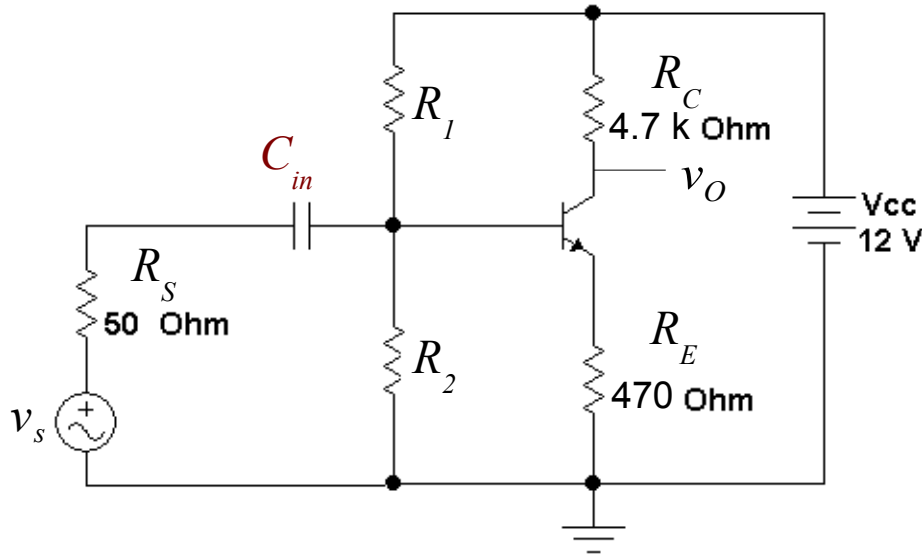 R_C
4.7 k Ohm
R_1
C_in
v_O
Vcc
12 V
R_S
50 Ohm
R_E
470 Ohm
R_2
v_s
+